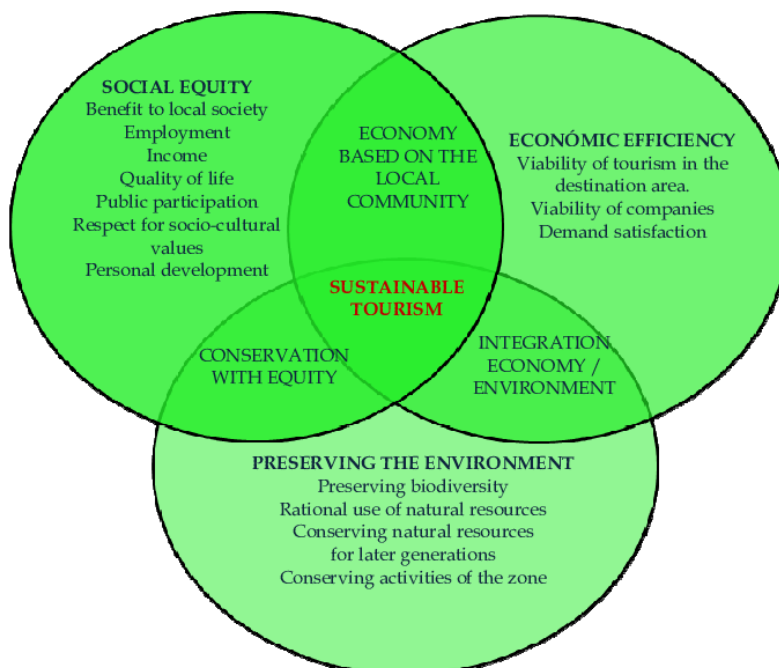 SOCIAL EQUITY
Benefit to local society
Employment
Income
Quality of life
Public participation
Respect for socio-cultural
values
Personal development
ECONOMY
BASED ON THE
LOCAL
COMMUNITY
ECONÓMIC EFFICIENCY
Viability of tourism in the
destination area.
Viability of companies
Demand satisfaction
SUSTAINABLE
TOURISM
CONSERVATION
WITH EQUITY
INTEGRATION
ECONOMY /
ENVIRONMENT
PRESERVING THE ENVIRONMENT
Preserving biodiversity
Rational use of natural resources
Conserving natural resources
for later generations
Conserving activities of the zone